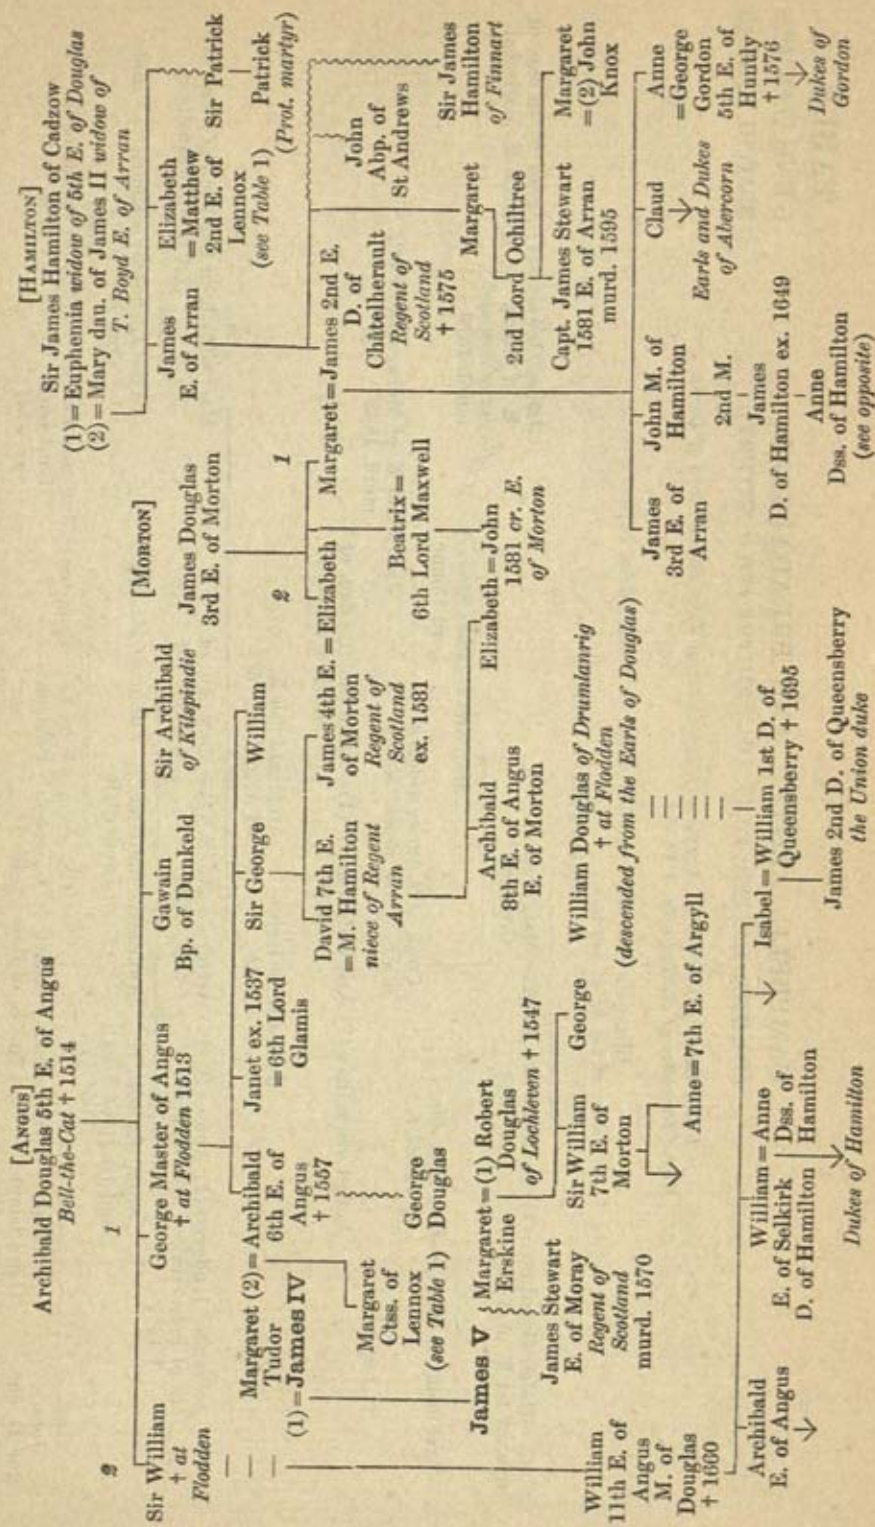 [ANGUS]
Archibald Douglas 5th E. of Angus
Bell-the-Cat † 1514
2
1
Sir William
† at
Flodden
George Master of Angus
† at Flodden 1513
Gawain
Bp. of Dunkeld
Sir Archibald
of Kilspindie
Margaret (2) = Archibald
Tudor
6th E. of
Angus
† 1557
(1) = James IV
Janet ex. 1537
= 6th Lord
Glamis
Sir George
William
Margaret
Ctss. of
Lennox
(see Table 1)
George
Douglas
David 7th E.
= M. Hamilton
niece of Regent
Arran
James 4th E. = Elizabeth
of Morton
Regent of
Scotland
ex. 1581
James V
Margaret = (1) Robert
Erskine
Douglas
of Lochleven † 1547
James Stewart
E. of Moray
Regent of
Scotland
murd. 1570
Sir William
7th E. of
Morton
George
Anne = 7th E. of Argyll
Archibald
8th E. of Angus
E. of Morton
Elizabeth = John
1581 cr. E.
of Morton
William Douglas of Drumlanrig
† at Flodden
(descended from the Earls of Douglas)
William
11th E. of
Angus
M. of
Douglas
† 1660
Archibald
E. of Angus
William = Anne
E. of Selkirk
Dss. of
D. of Hamilton
Hamilton
Dukes of Hamilton
Isabel = William 1st D. of
Queensberry † 1695
James 2nd D. of Queensberry
the Union duke
[MORTON]
James Douglas
3rd E. of Morton
2
1
Beatrix =
6th Lord Maxwell
Margaret = James 2nd E.
D. of
Châtelherault
Regent of
Scotland
† 1575
[HAMILTON]
Sir James Hamilton of Cadzow
(1) = Euphemia widow of 5th E. of Douglas
(2) = Mary dau. of James II widow of
T. Boyd E. of Arran
James
E. of Arran
Elizabeth
= Matthew
2nd E. of
Lennox
(see Table 1)
Sir Patrick
Patrick
(Prot. martyr)
John
Abp. of
St Andrews
Margaret
Sir James
Hamilton
of Finnart
2nd Lord Ochiltree
Capt. James Stewart
1581 E. of Arran
murd. 1595
Margaret
= (2) John
Knox
James
3rd E. of
Arran
John M. of
Hamilton
2nd M.
James
D. of Hamilton ex. 1649
Anne
Dss. of Hamilton
(see opposite)
Claud
Earls and Dukes
of Abercorn
Anne
= George
Gordon
5th E. of
Huntly
† 1576
Dukes of
Gordon